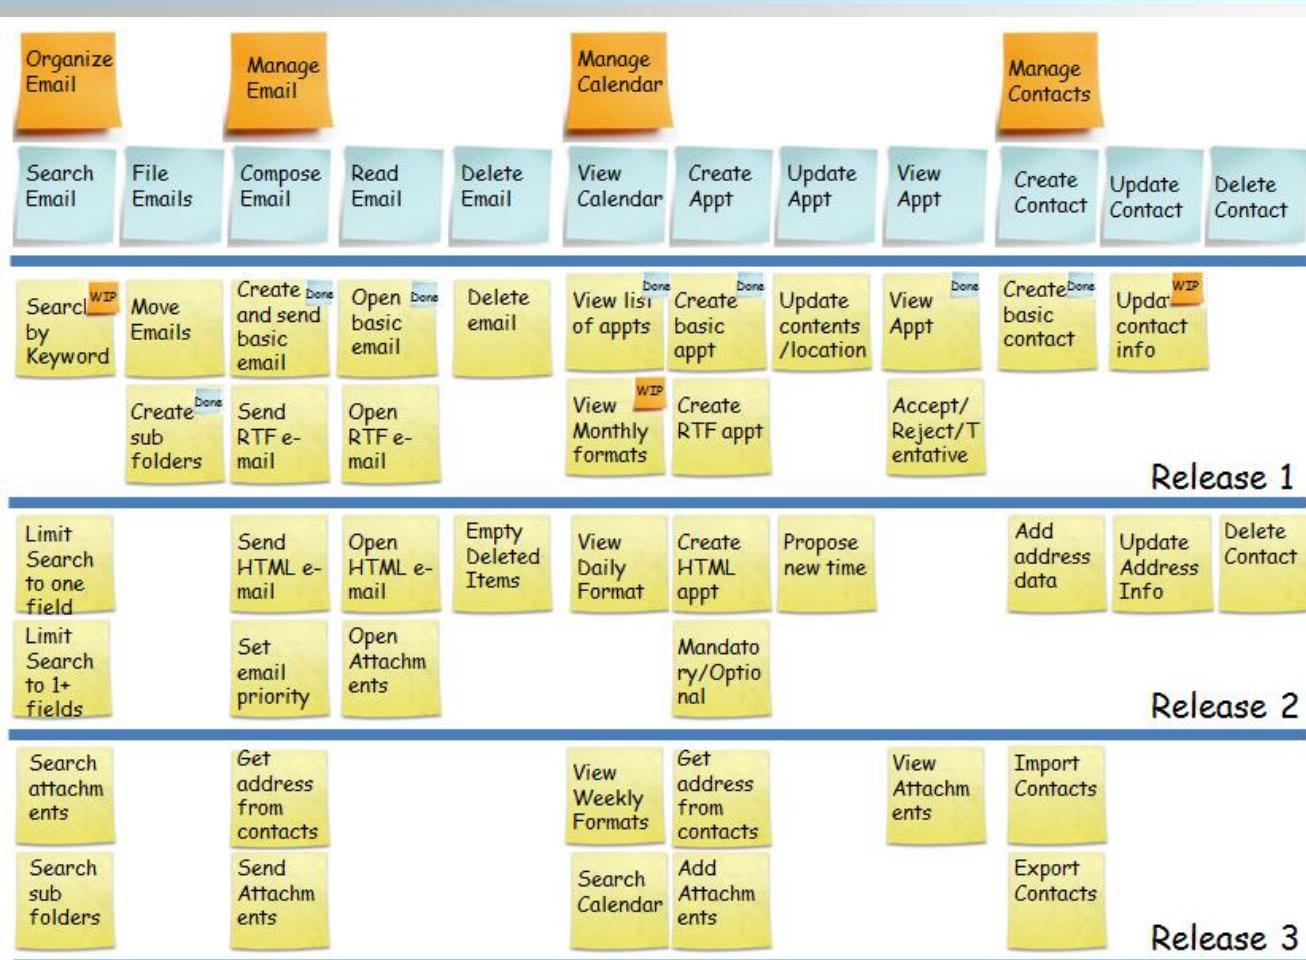 Organize
Email
Manage
Email
Manage
Calendar
Manage
Contacts
Search
Email
File
Emails
Compose
Email
Read
Email
Delete
Email
View
Calendar
Create
Appt
Update
Appt
View
Appt
Create
Contact
Update
Contact
Delete
Contact
WIP
by
Keyword
Move
Emails
Create
Done
and send
basic
email
Open
Done
basic
email
Delete
email
View list
Done
of appts
Create
Done
basic
appt
Update
contents
/location
View
Done
Appt
Create
Done
basic
contact
WIP
contact
info
Create
Done
sub
folders
Send
RTF e-
mail
Open
RTF e-
mail
View
WIP
Monthly
formats
Create
RTF appt
Accept/
Reject/T
entative
Release 1
Limit
Search
to one
field
Send
HTML e-
mail
Open
HTML e-
mail
Empty
Deleted
Items
View
Daily
Format
Create
HTML
appt
Propose
new time
Add
address
data
Update
Address
Info
Delete
Contact
Limit
Search
to 1+
fields
Set
email
priority
Open
Attachm
ents
Mandato
ry/Optio
nal
Release 2
Search
attachm
ents
Get
address
from
contacts
View
Weekly
Formats
Get
address
from
contacts
View
Attachm
ents
Import
Contacts
Search
sub
folders
Send
Attachm
ents
Search
Calendar
Add
Attachm
ents
Export
Contacts
Release 3